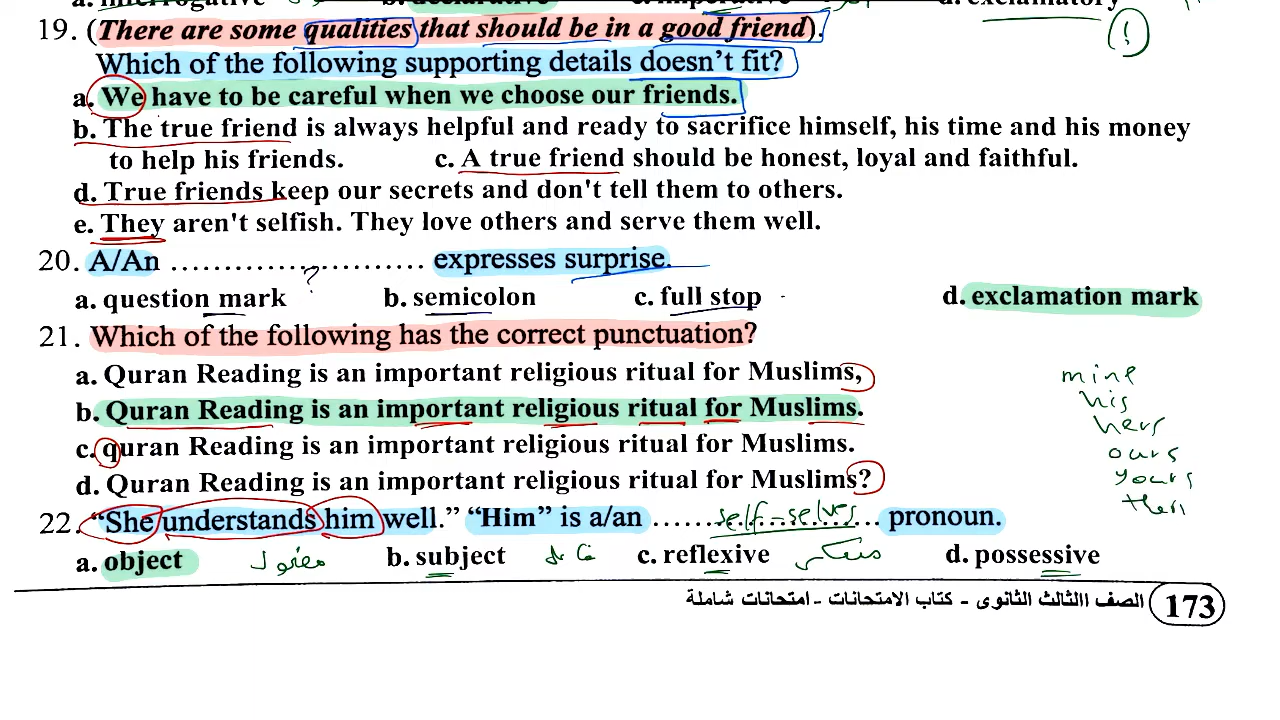 a. interrogative b. declarative c. imperative d. exclamatory
19. (There are some qualities that should be in a good friend).
!
Which of the following supporting details doesn't fit?
a. We have to be careful when we choose our friends.
b. The true friend is always helpful and ready to sacrifice himself, his time and his money
to help his friends. c. A true friend should be honest, loyal and faithful.
d. True friends keep our secrets and don't tell them to others.
e. They aren't selfish. They love others and serve them well.
20. A/An ........................... expresses surprise.
?
a. question mark b. semicolon c. full stop d. exclamation mark
21. Which of the following has the correct punctuation?
a. Quran Reading is an important religious ritual for Muslims,
mine
b. Quran Reading is an important religious ritual for Muslims.
his
hers
c. quran Reading is an important religious ritual for Muslims.
ours
d. Quran Reading is an important religious ritual for Muslims?
yours
self-selves
22. “She understands him well.” “Him” is a/an ........................ pronoun.
a. object مفعول b. subject فاعل c. reflexive منعكس d. possessive
الصف االثالث الثانوى - كتاب الامتحانات - امتحانات شاملة 173